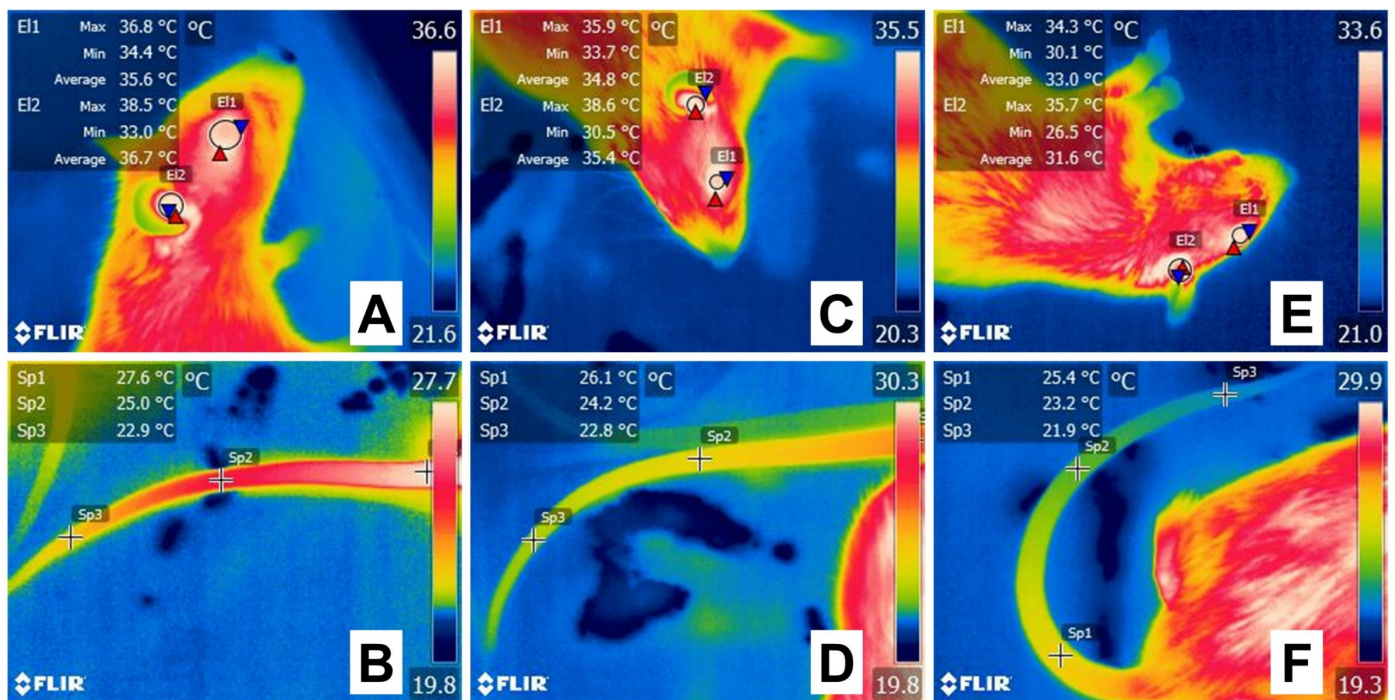 El1 Max 36.8 °C °C 36.6
Min 34.4 °C
Average 35.6 °C
El2 Max 38.5 °C
Min 33.0 °C
Average 36.7 °C
El1
El2
A
FLIR 21.6
El1 Max 35.9 °C °C 35.5
Min 33.7 °C
Average 34.8 °C
El2 Max 38.6 °C
Min 30.5 °C
Average 35.4 °C
El2
El1
C
FLIR 20.3
El1 Max 34.3 °C °C 33.6
Min 30.1 °C
Average 33.0 °C
El2 Max 35.7 °C
Min 26.5 °C
Average 31.6 °C
El1
El2
E
FLIR 21.0
Sp1 27.6 °C °C 27.7
Sp2 25.0 °C
Sp3 22.9 °C
Sp2
Sp3
B
FLIR 19.8
Sp1 26.1 °C °C 30.3
Sp2 24.2 °C
Sp3 22.8 °C
Sp2
Sp3
D
FLIR 19.8
Sp1 25.4 °C °C 29.9
Sp2 23.2 °C
Sp3 21.9 °C
Sp3
Sp2
Sp1
F
FLIR 19.3